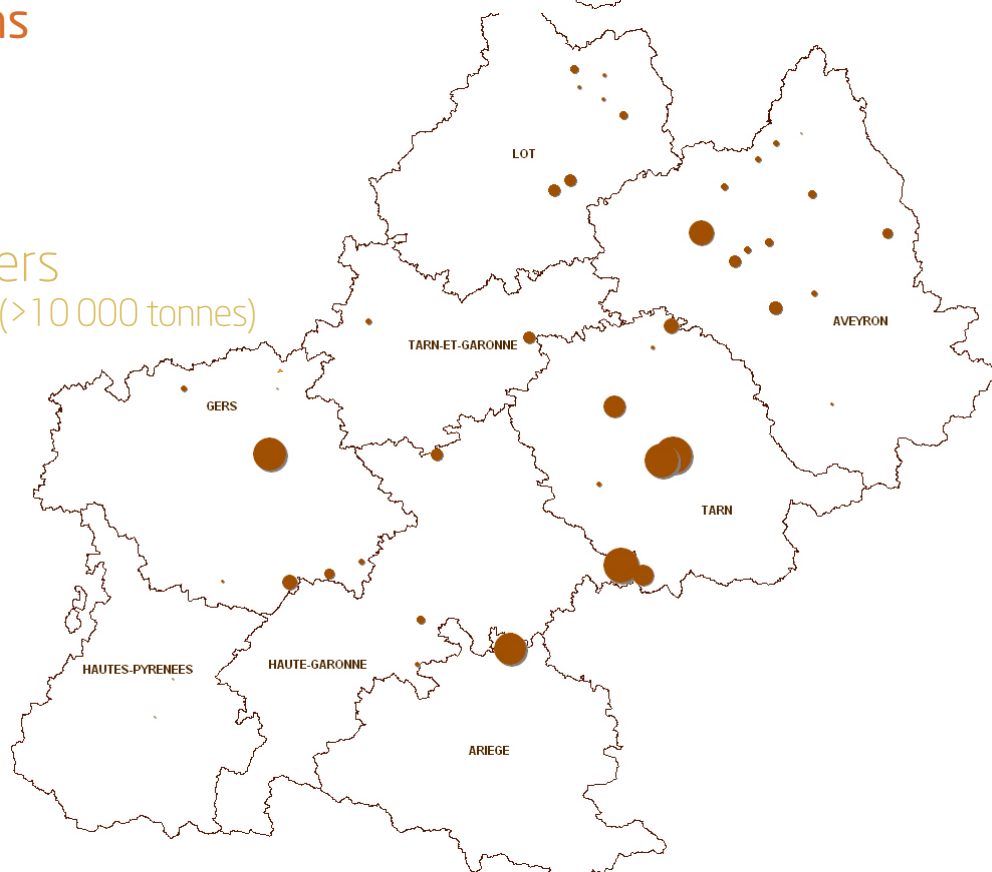 ns
LOT
ers
(>10 000 tonnes)
AVEYRON
TARN-ET-GARONNE
GERS
TARN
HAUTES-PYRENEES
HAUTE-GARONNE
ARIEGE